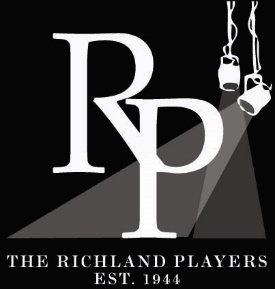 RP
THE RICHLAND PLAYERS
EST. 1944